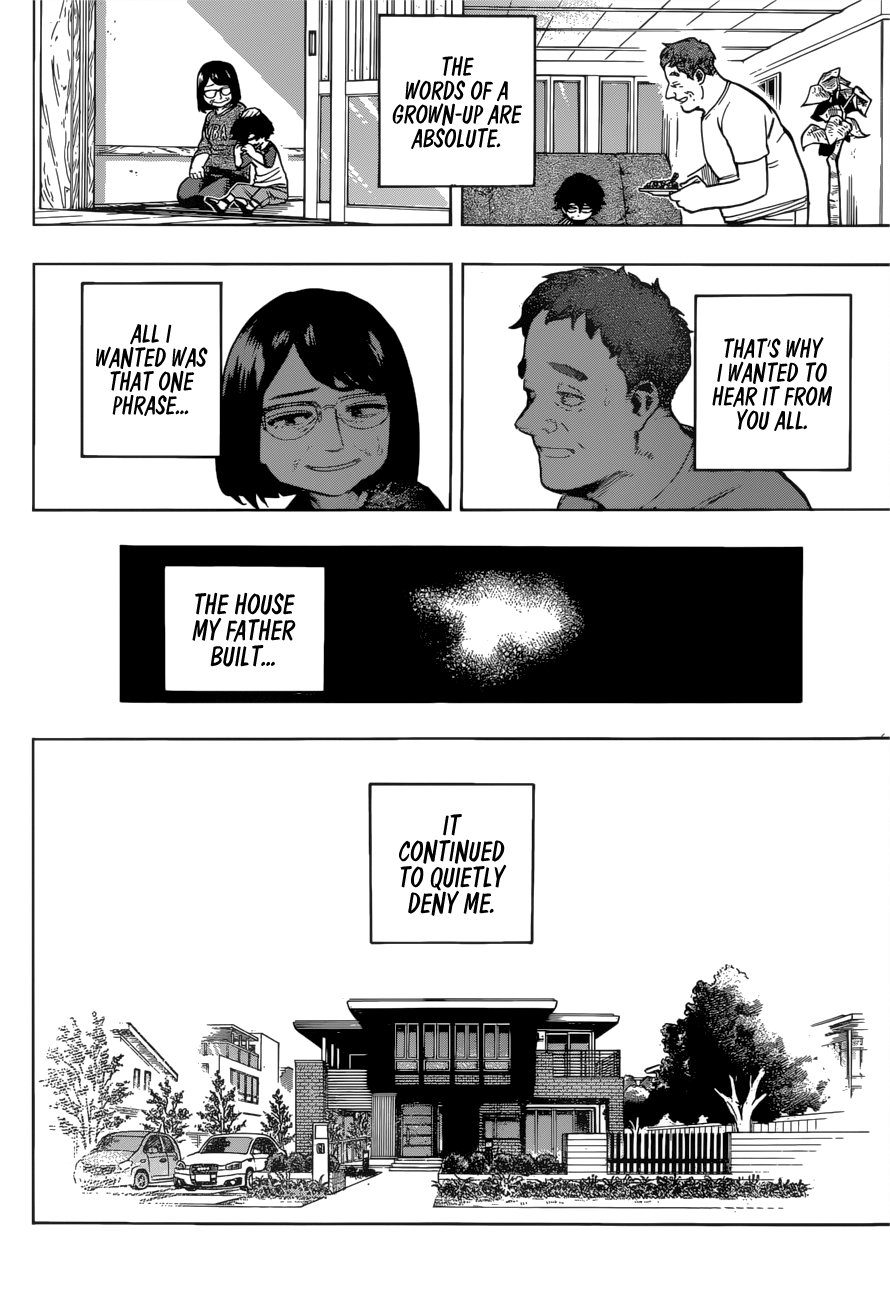 THE
WORDS OF A
GROWN-UP ARE
ABSOLUTE.
THAT'S WHY
I WANTED TO
HEAR IT FROM
YOU ALL.
ALL I
WANTED WAS
THAT ONE
PHRASE...
THE HOUSE
MY FATHER
BUILT...
IT
CONTINUED
TO QUIETLY
DENY ME.